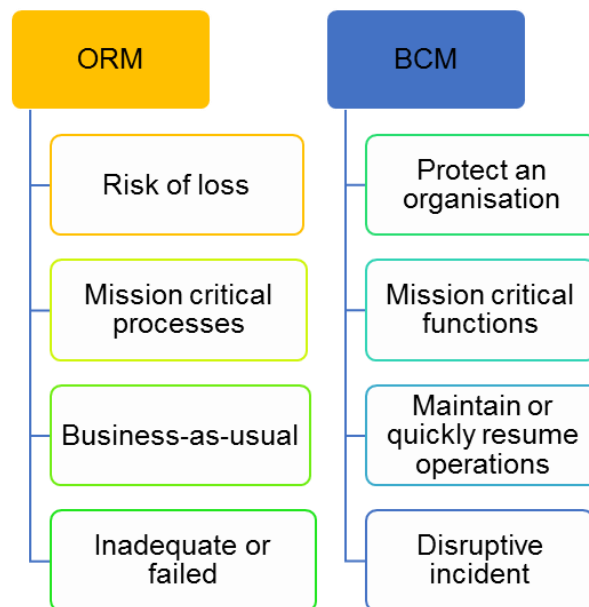 ORM
Risk of loss
Mission critical
processes
Business-as-usual
Inadequate or
failed
BCM
Protect an
organisation
Mission critical
functions
Maintain or
quickly resume
operations
Disruptive
incident